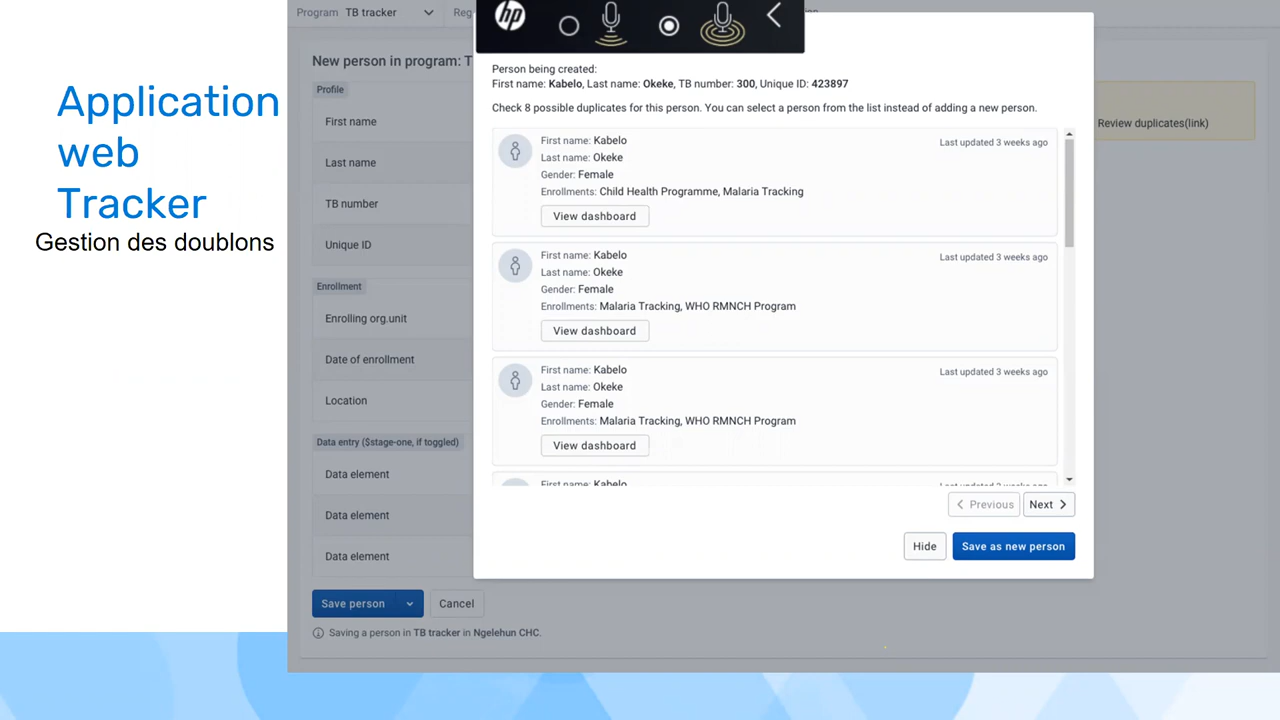 Application
web
Tracker
Gestion des doublons
Program TB tracker
hp
New person in program: T
Profile
First name
Last name
TB number
Unique ID
Enrollment
Enrolling org.unit
Date of enrollment
Location
Data entry ($stage-one, if toggled)
Data element
Data element
Data element
Save person
Cancel
Saving a person in TB tracker in Ngelehun CHC.
Person being created:
First name: Kabelo, Last name: Okeke, TB number: 300, Unique ID: 423897
Check 8 possible duplicates for this person. You can select a person from the list instead of adding a new person.
First name: Kabelo
Last updated 3 weeks ago
Last name: Okeke
Gender: Female
Enrollments: Child Health Programme, Malaria Tracking
View dashboard
First name: Kabelo
Last updated 3 weeks ago
Last name: Okeke
Gender: Female
Enrollments: Malaria Tracking, WHO RMNCH Program
View dashboard
First name: Kabelo
Last updated 3 weeks ago
Last name: Okeke
Gender: Female
Enrollments: Malaria Tracking, WHO RMNCH Program
View dashboard
First name: Kabelo
Last updated 3 weeks ago
Previous
Next
Hide
Save as new person
Review duplicates(link)